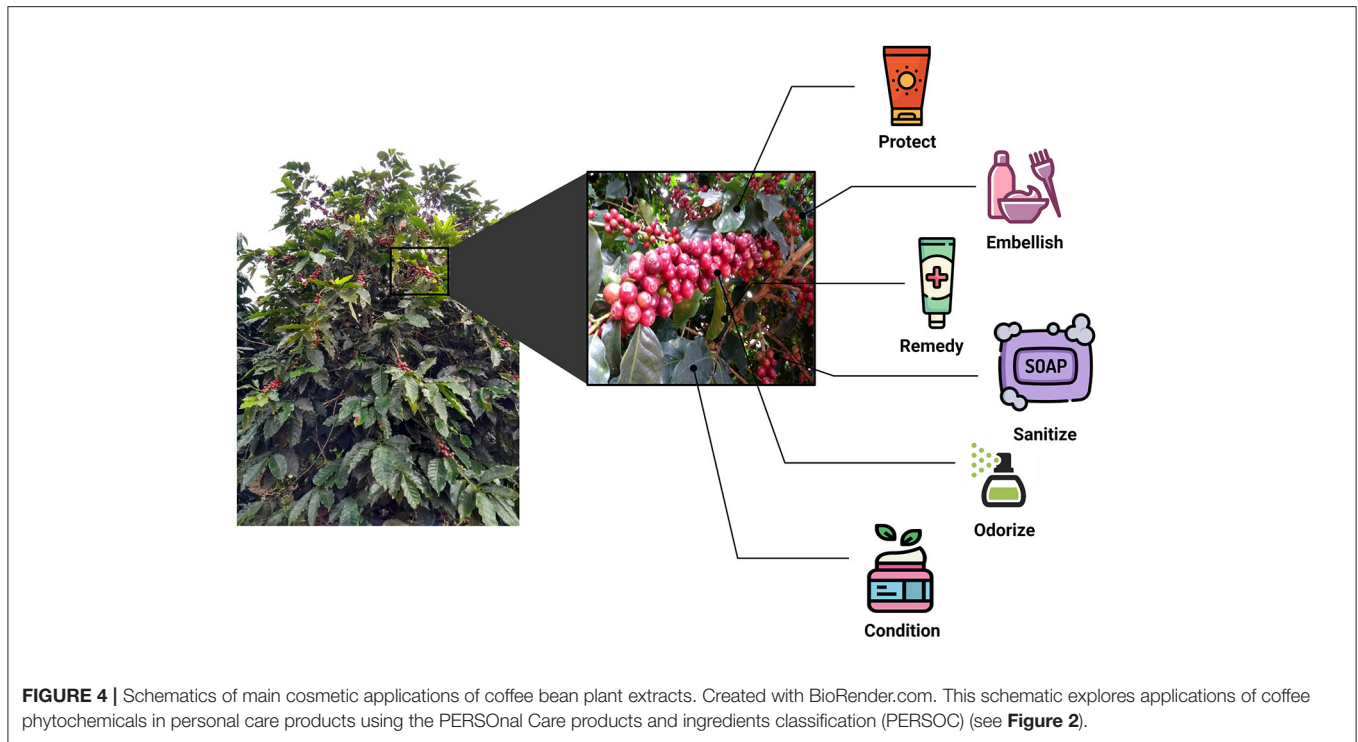 Protect
Embellish
Remedy
SOAP
Sanitize
Odorize
Condition
FIGURE 4 | Schematics of main cosmetic applications of coffee bean plant extracts. Created with BioRender.com. This schematic explores applications of coffee
phytochemicals in personal care products using the PERSOnal Care products and ingredients classification (PERSOC) (see Figure 2).